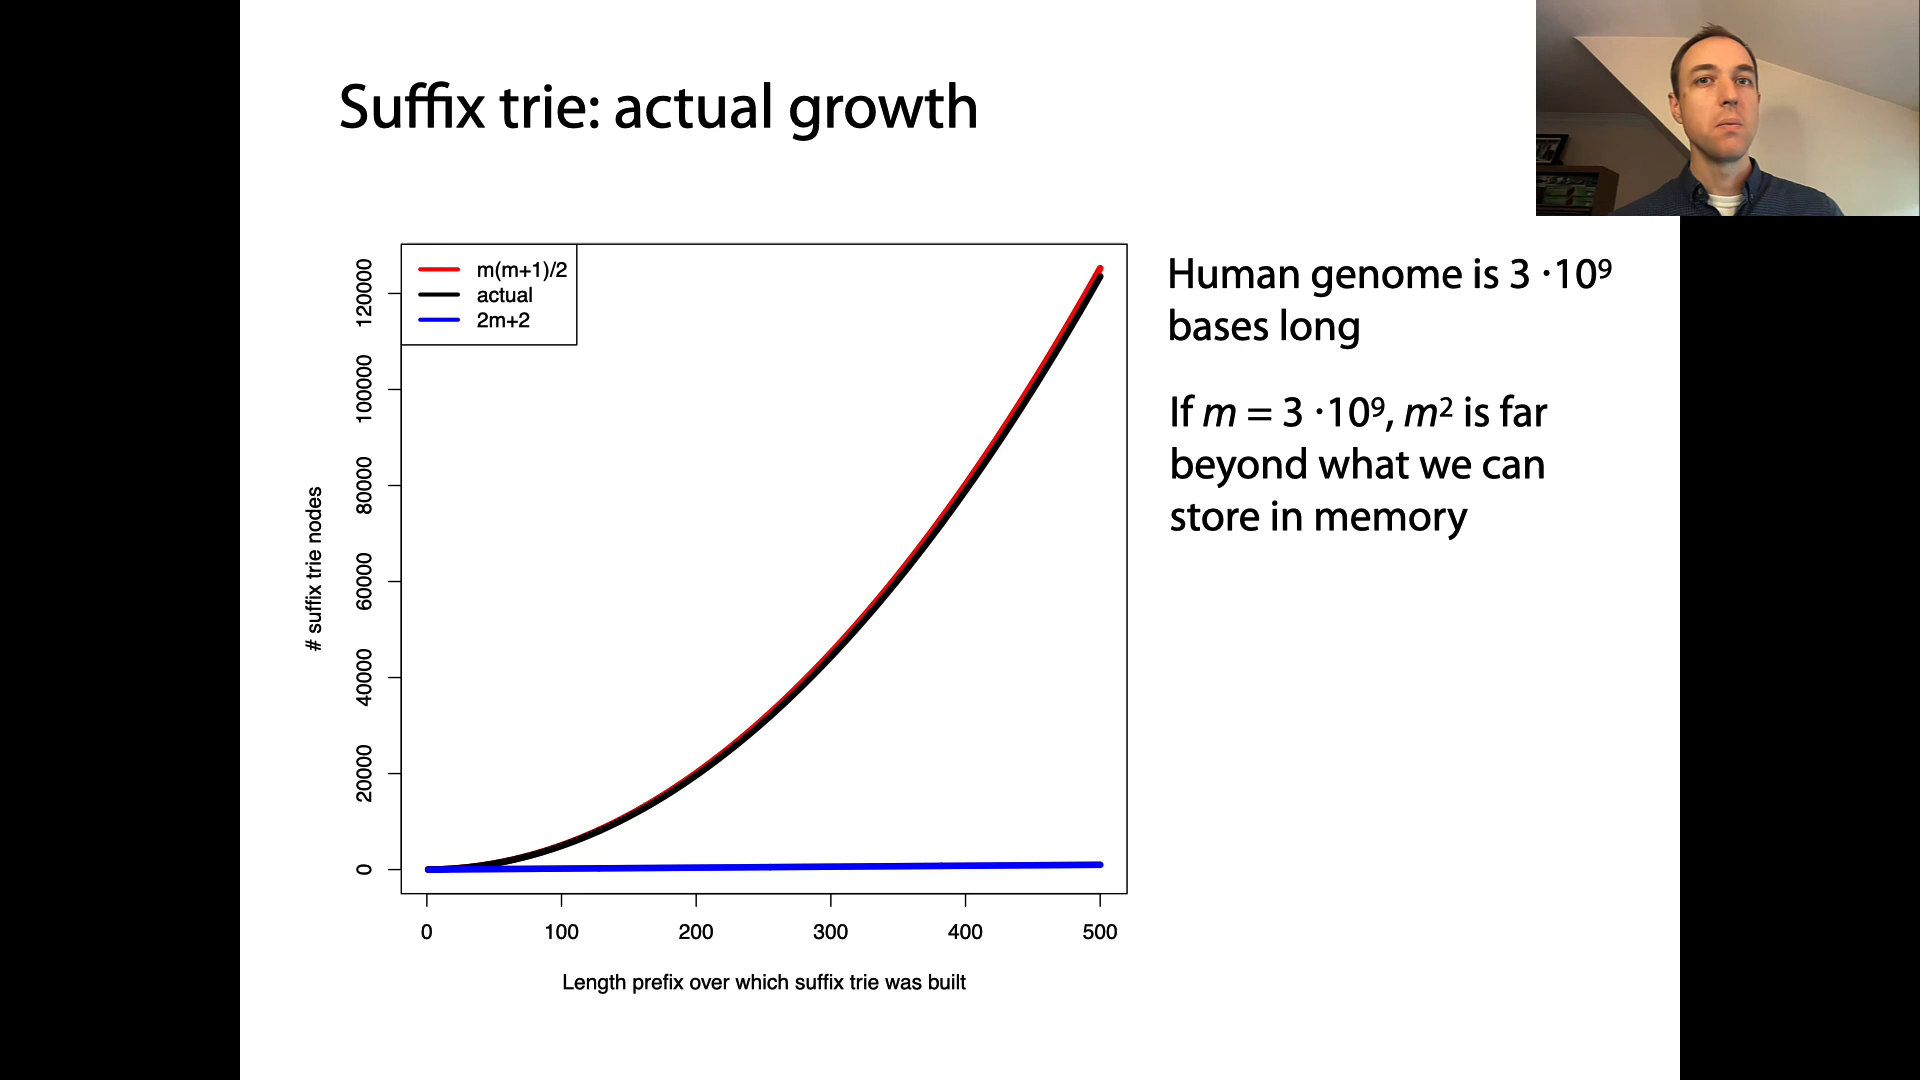 Suffix trie: actual growth
m(m+1)/2
actual
2m+2
# suffix trie nodes
120000
100000
80000
60000
40000
20000
0
0 100 200 300 400 500
Length prefix over which suffix trie was built
Human genome is 3 ·10⁹
bases long
If m = 3 ·10⁹, m² is far
beyond what we can
store in memory